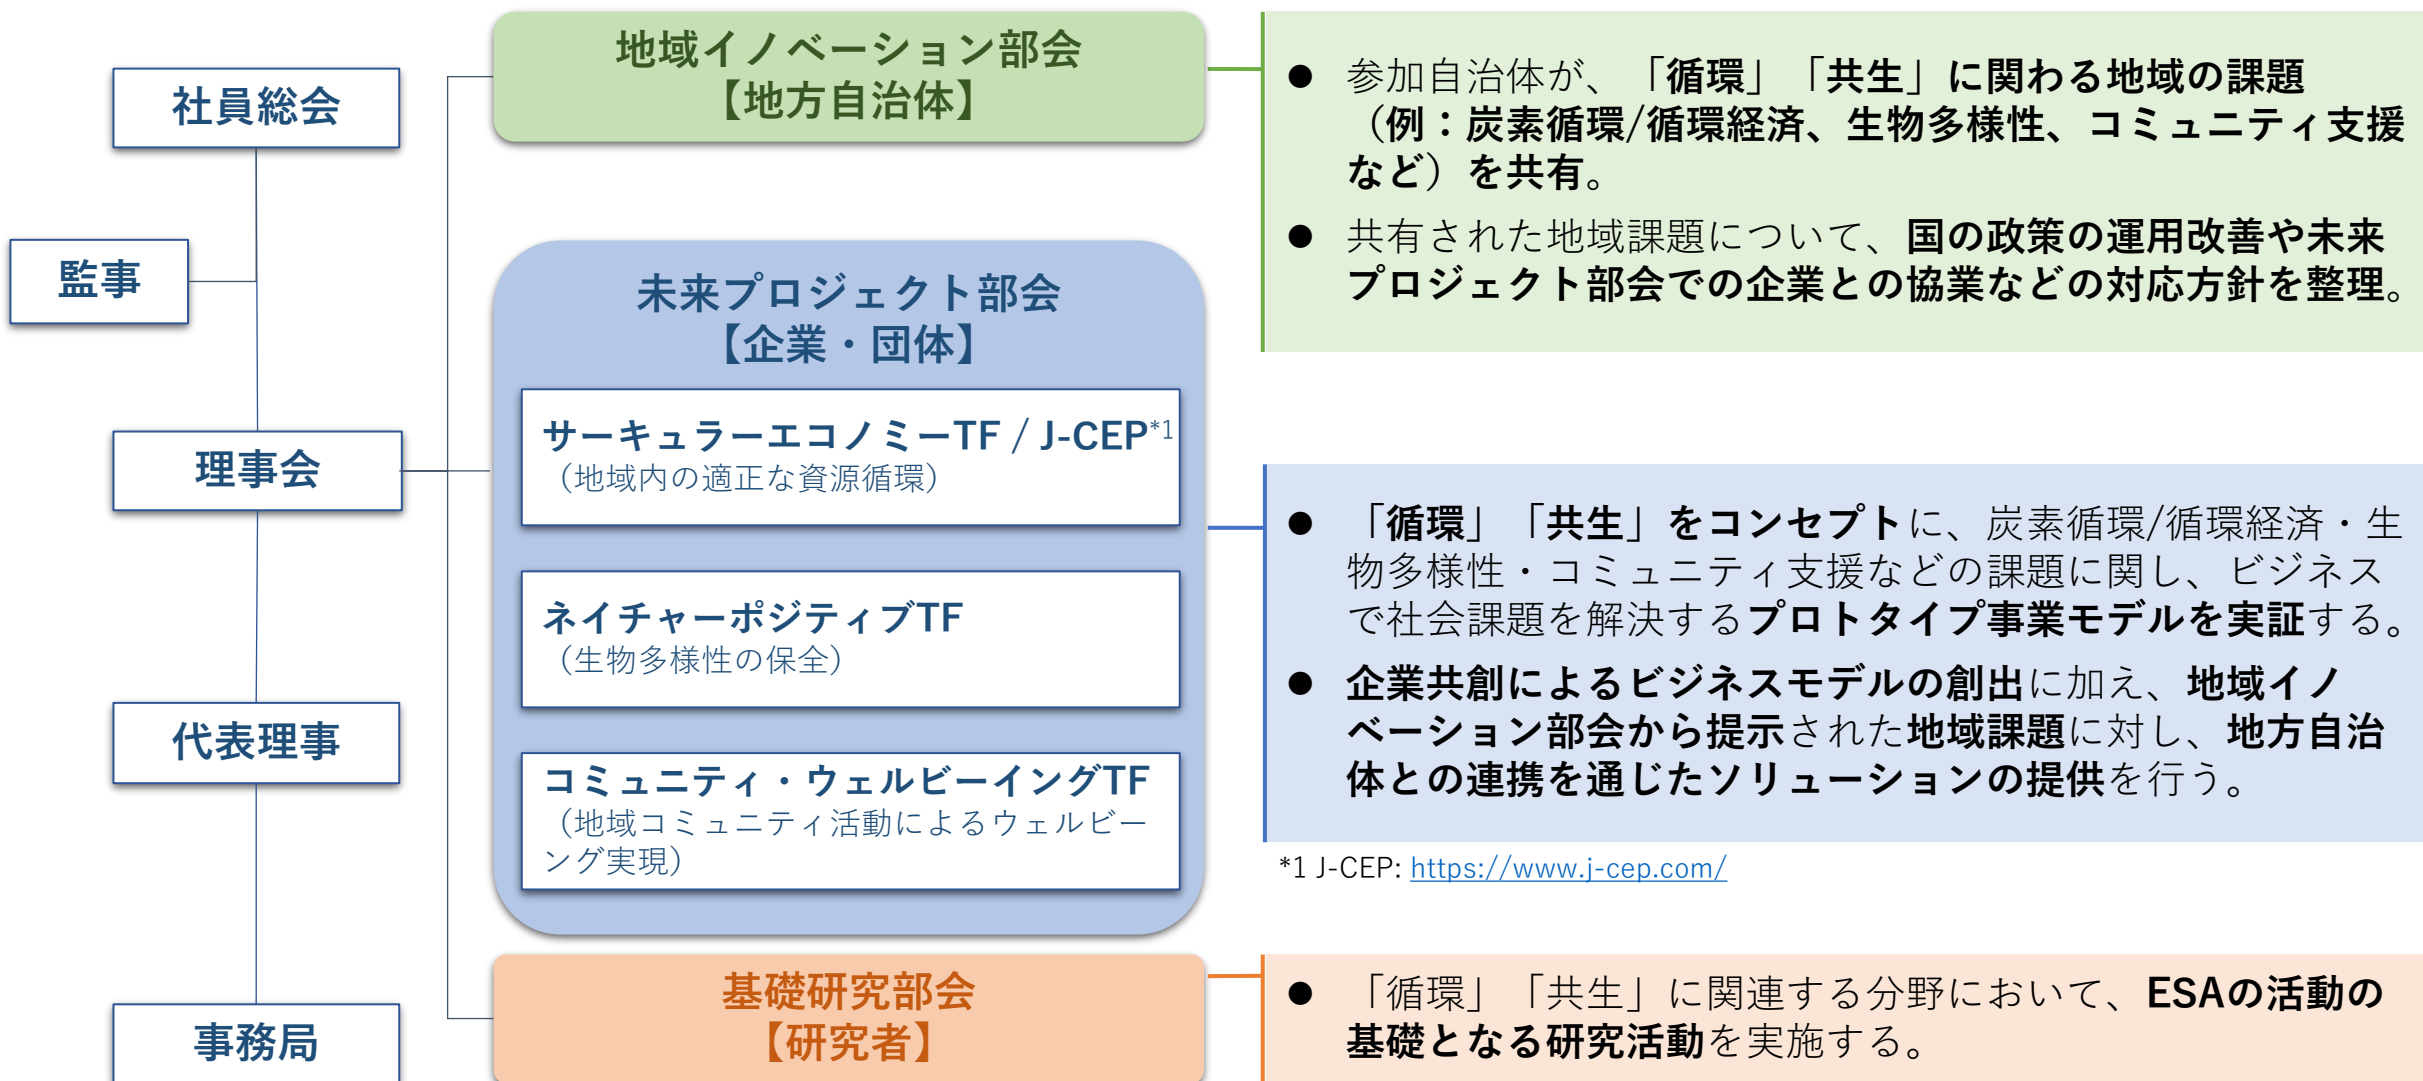 社員総会
監事
理事会
代表理事
事務局
地域イノベーション部会
【地方自治体】
未来プロジェクト部会
【企業・団体】
サーキュラーエコノミーTF / J-CEP*1
（地域内の適正な資源循環）
ネイチャーポジティブTF
（生物多様性の保全）
コミュニティ・ウェルビーイングTF
（地域コミュニティ活動によるウェルビー
ング実現）
基礎研究部会
【研究者】
● 参加自治体が、「循環」「共生」に関わる地域の課題
（例：炭素循環/循環経済、生物多様性、コミュニティ支援
など）を共有。
● 共有された地域課題について、国の政策の運用改善や未来
プロジェクト部会での企業との協業などの対応方針を整理。
● 「循環」「共生」をコンセプトに、炭素循環/循環経済・生
物多様性・コミュニティ支援などの課題に関し、ビジネス
で社会課題を解決するプロトタイプ事業モデルを実証する。
● 企業共創によるビジネスモデルの創出に加え、地域イノ
ベーション部会から提示された地域課題に対し、地方自治
体との連携を通じたソリューションの提供を行う。
*1 J-CEP: https://www.j-cep.com/
● 「循環」「共生」に関連する分野において、ESAの活動の
基礎となる研究活動を実施する。